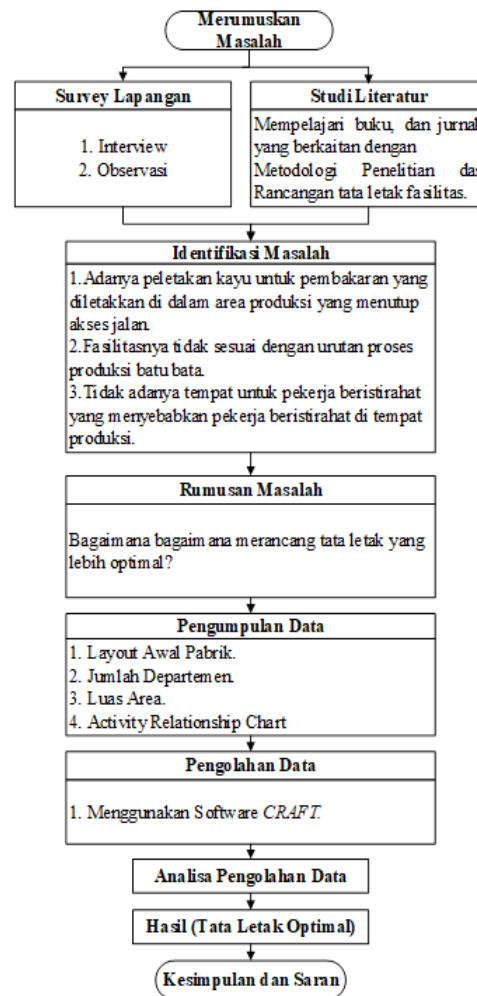 Merumuskan
Masalah
Survey Lapangan
1. Interview
2. Observasi
Studi Literatur
Mempelajari buku, dan jurnal
yang berkaitan dengan
Metodologi Penelitian dan
Rancangan tata letak fasilitas.
Identifikasi Masalah
1.Adanya peletakan kayu untuk pembakaran yang
diletakkan di dalam area produksi yang menutup
akses jalan.
2.Fasilitasnya tidak sesuai dengan urutan proses
produksi batu bata.
3.Tidak adanya tempat untuk pekerja beristirahat
yang menyebabkan pekerja beristirahat di tempat
produksi.
Rumusan Masalah
Bagaimana bagaimana merancang tata letak yang
lebih optimal?
Pengumpulan Data
1. Layout Awal Pabrik.
2. Jumlah Departemen.
3. Luas Area.
4. Activity Relationship Chart
Pengolahan Data
1. Menggunakan Software CRAFT.
Analisa Pengolahan Data
Hasil (Tata Letak Optimal)
Kesimpulan dan Saran